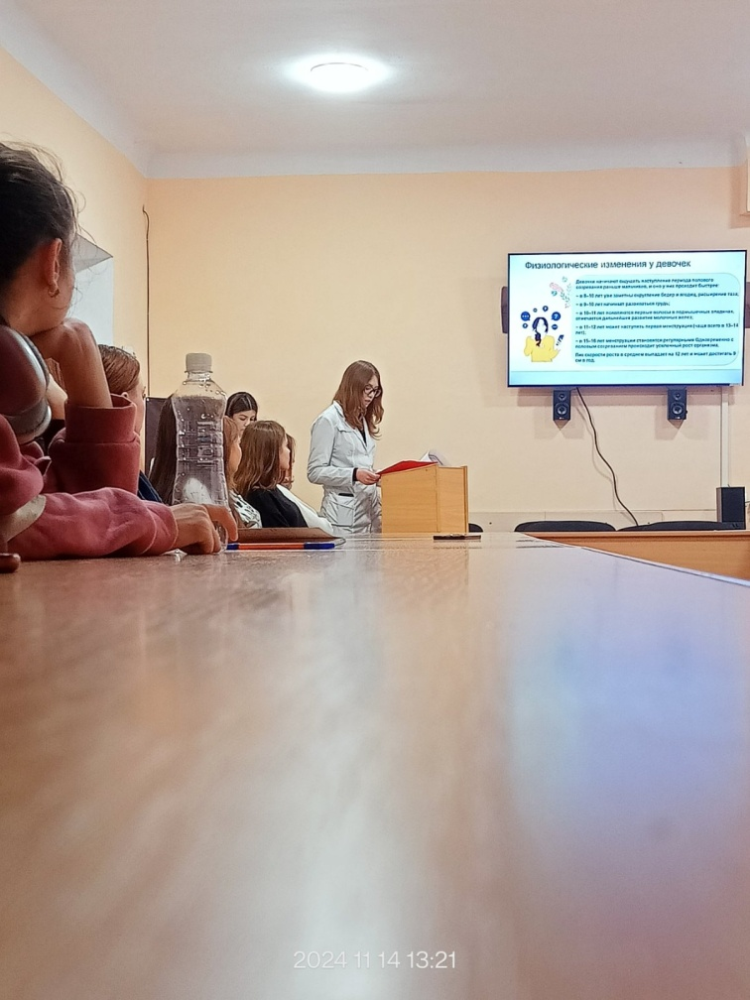 Физиологические изменения у девочек
Девочки начинают ощущать наступление периода полового
созревания раньше мальчиков, и оно у них проходит быстрее:
– в 8–10 лет уже заметны округление бедер и ягодиц, расширение таза;
– в 9–10 лет начинает развиваться грудь;
– в 10–11 лет появляются первые волосы в подмышечных впадинах,
отмечается дальнейшее развитие молочных желез;
– в 11–12 лет может наступить первая менструация (чаще всего в 13–14
лет);
– в 15–16 лет менструации становятся регулярными. Одновременно с
половым созреванием происходит усиленный рост организма.
Пик скорости роста в среднем выпадает на 12 лет и может достигать 9
см в год.
2024 11 14 13:21